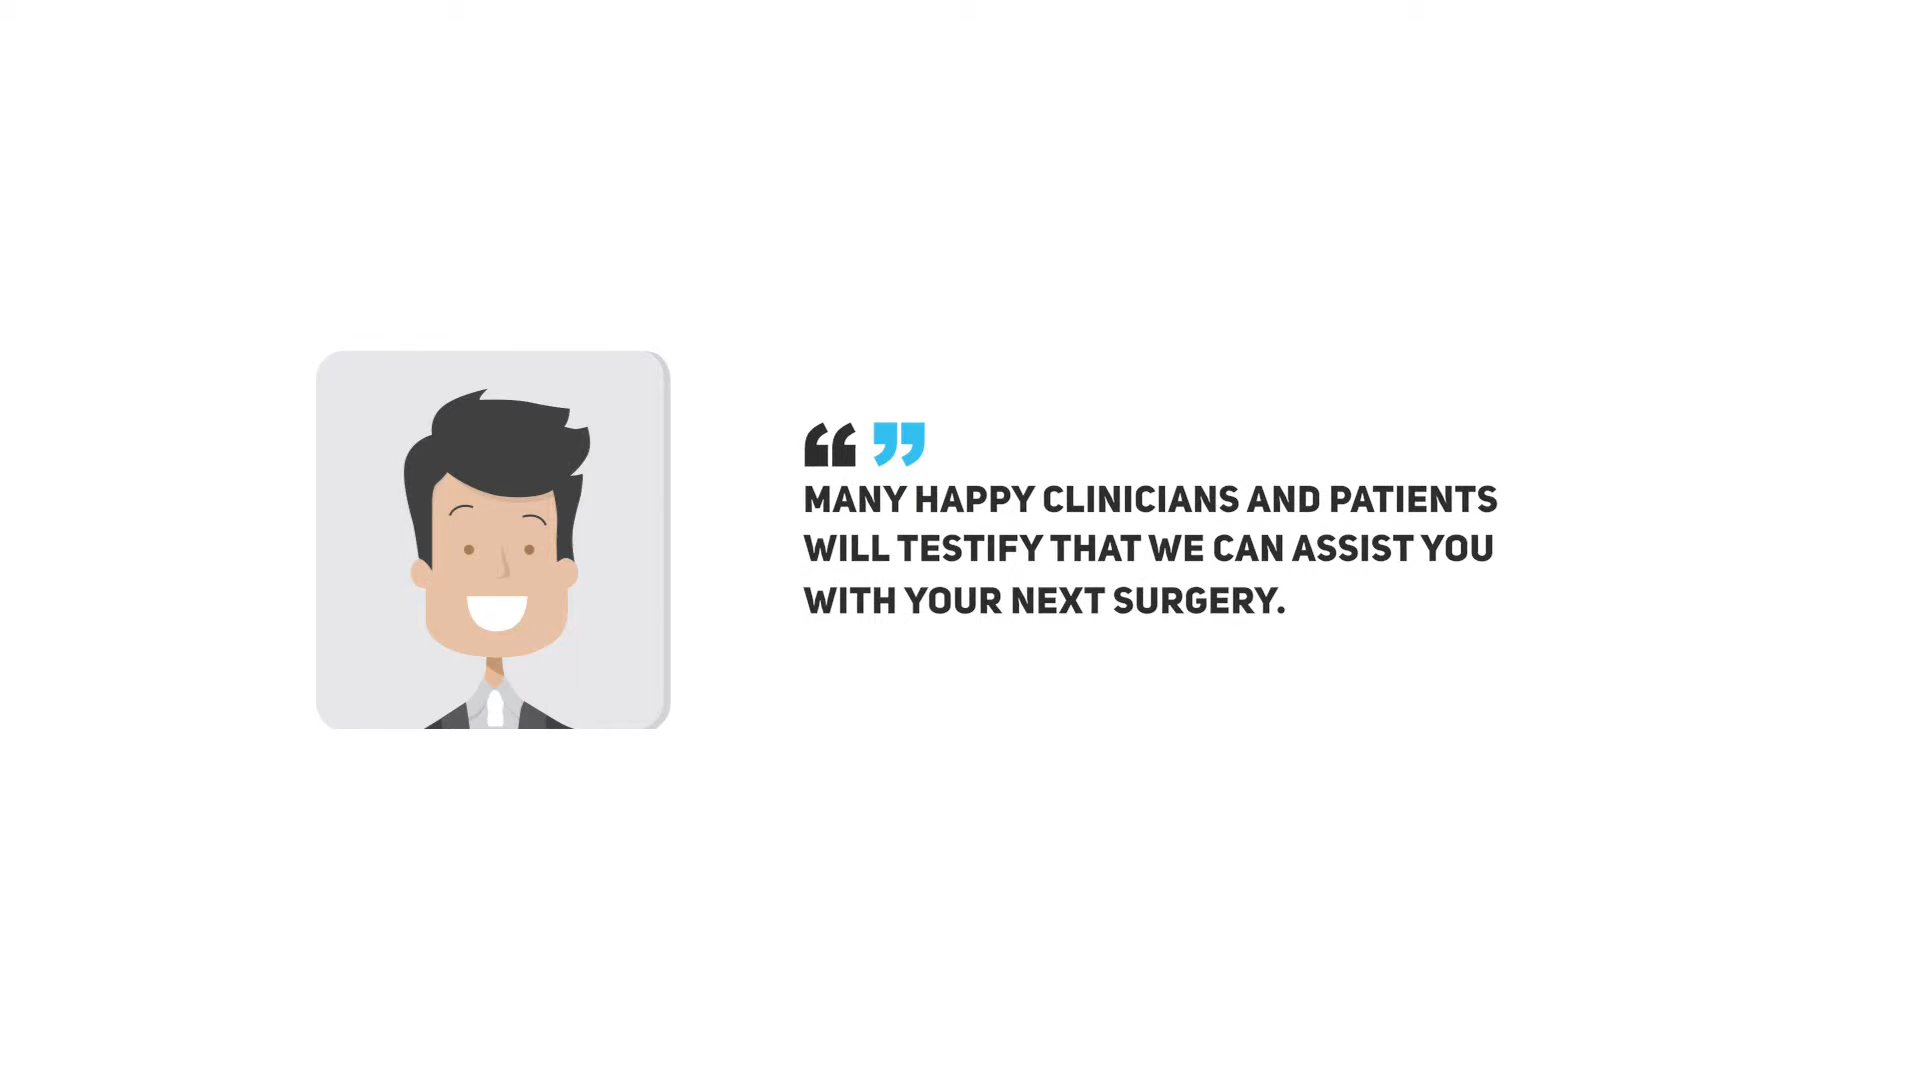 ❝ ❞
MANY HAPPY CLINICIANS AND PATIENTS
WILL TESTIFY THAT WE CAN ASSIST YOU
WITH YOUR NEXT SURGERY.